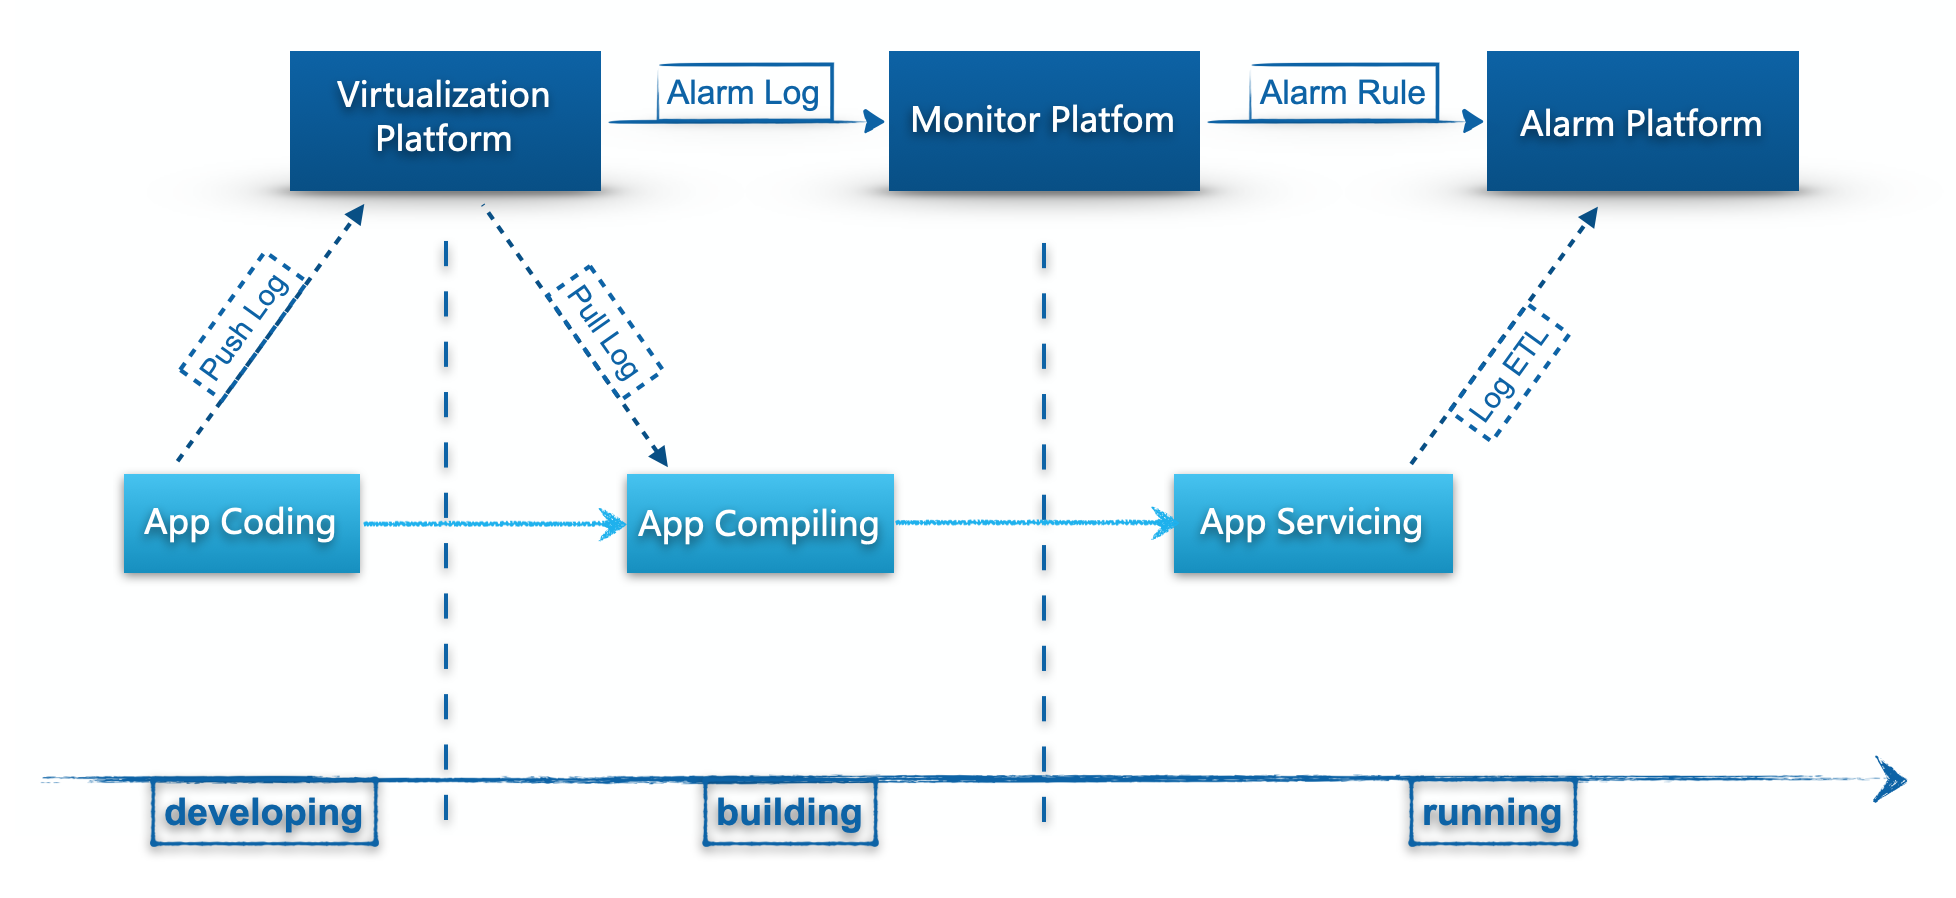 Virtualization
Platform
Alarm Log
Monitor Platfom
Alarm Rule
Alarm Platform
Push Log
Pull Log
Log ETL
App Coding
App Compiling
App Servicing
developing
building
running